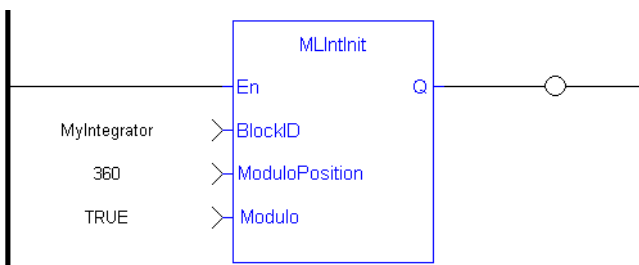 MLIntInit
En Q
MyIntegrator BlockID
360 ModuloPosition
TRUE Modulo